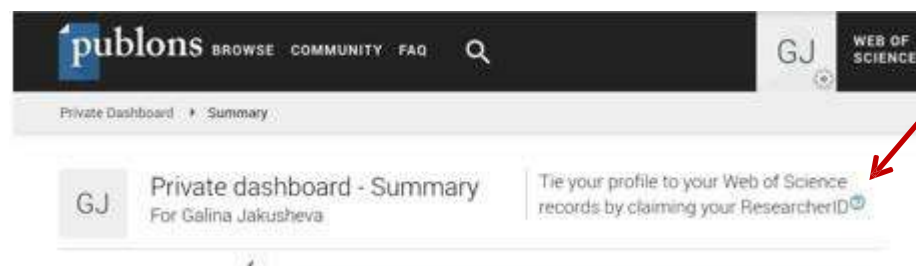 publons BROWSE COMMUNITY FAQ GJ WEB OF SCIENCE
Private Dashboard Summary
GJ
Private dashboard - Summary
For Galina Jakusheva
Tie your profile to your Web of Science
records by claiming your ResearcherID?